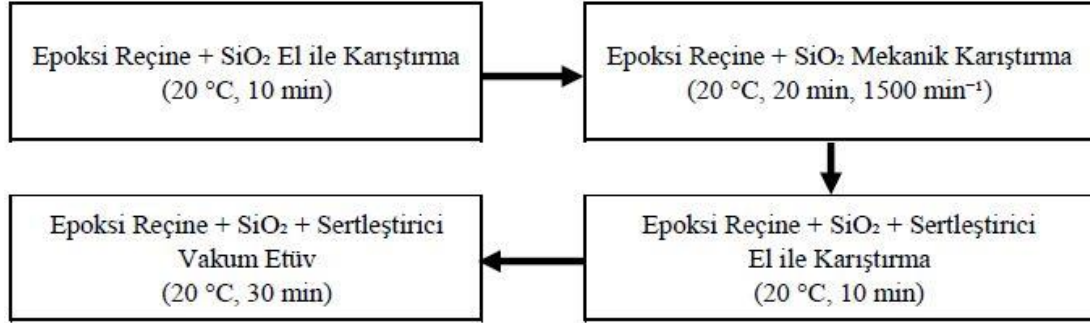 Epoksi Reçine + SiO₂ El ile Karıştırma
(20 °C, 10 min)
Epoksi Reçine + SiO₂ Mekanik Karıştırma
(20 °C, 20 min, 1500 min⁻¹)
Epoksi Reçine + SiO₂ + Sertleştirici
El ile Karıştırma
(20 °C, 10 min)
Epoksi Reçine + SiO₂ + Sertleştirici
Vakum Etüv
(20 °C, 30 min)